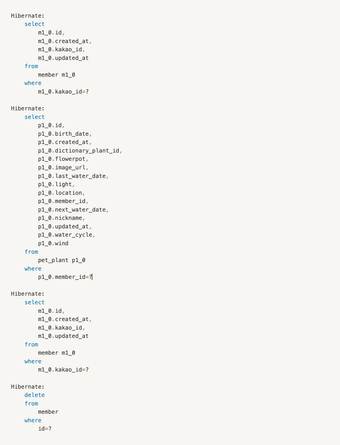 Hibernate:
    select
        m1_0.id,
        m1_0.created_at,
        m1_0.kakao_id,
        m1_0.updated_at
    from
        member m1_0
    where
        m1_0.kakao_id=?
Hibernate:
    select
        p1_0.id,
        p1_0.birth_date,
        p1_0.created_at,
        p1_0.dictionary_plant_id,
        p1_0.flowerpot,
        p1_0.image_url,
        p1_0.last_water_date,
        p1_0.light,
        p1_0.location,
        p1_0.member_id,
        p1_0.next_water_date,
        p1_0.nickname,
        p1_0.updated_at,
        p1_0.water_cycle,
        p1_0.wind
    from
        pet_plant p1_0
    where
        p1_0.member_id=?
Hibernate:
    select
        m1_0.id,
        m1_0.created_at,
        m1_0.kakao_id,
        m1_0.updated_at
    from
        member m1_0
    where
        m1_0.kakao_id=?
Hibernate:
    delete
    from
        member
    where
        id=?